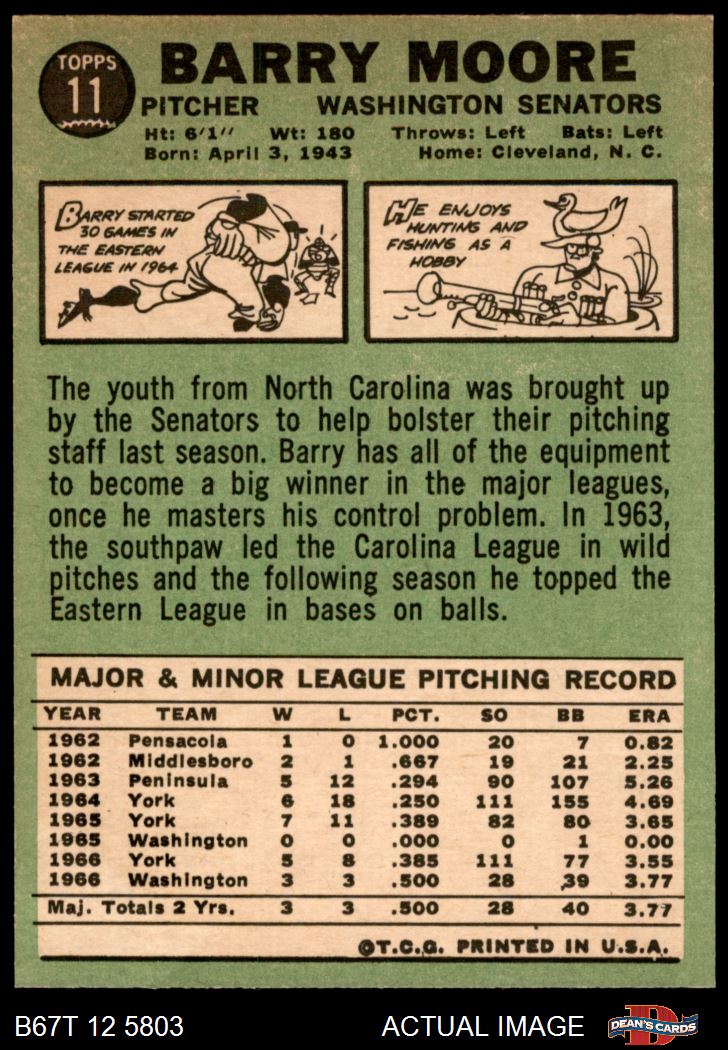 TOPPS
11
BARRY MOORE
PITCHER WASHINGTON SENATORS
Ht: 6'1" Wt: 180 Throws: Left Bats: Left
Born: April 3, 1943 Home: Cleveland, N. C.
BARRY STARTED
30 GAMES IN
THE EASTERN
LEAGUE IN 1964
HE ENJOYS
HUNTING AND
FISHING AS A
HOBBY
The youth from North Carolina was brought up
by the Senators to help bolster their pitching
staff last season. Barry has all of the equipment
to become a big winner in the major leagues,
once he masters his control problem. In 1963,
the southpaw led the Carolina League in wild
pitches and the following season he topped the
Eastern League in bases on balls.
MAJOR & MINOR LEAGUE PITCHING RECORD
YEAR TEAM W L PCT. SO BB ERA
1962 Pensacola 1 0 1.000 20 7 0.82
1962 Middlesboro 2 1 .667 19 21 2.25
1963 Peninsula 5 12 .294 90 107 5.26
1964 York 6 18 .250 111 155 4.69
1965 York 7 11 .389 82 80 3.65
1965 Washington 0 0 .000 0 1 0.00
1966 York 5 8 .385 111 77 3.55
1966 Washington 3 3 .500 28 39 3.77
Maj. Totals 2 Yrs. 3 3 .500 28 40 3.77
©T.C.G. PRINTED IN U.S.A.
B67T 12 5803 ACTUAL IMAGE
D
DEAN'S CARDS